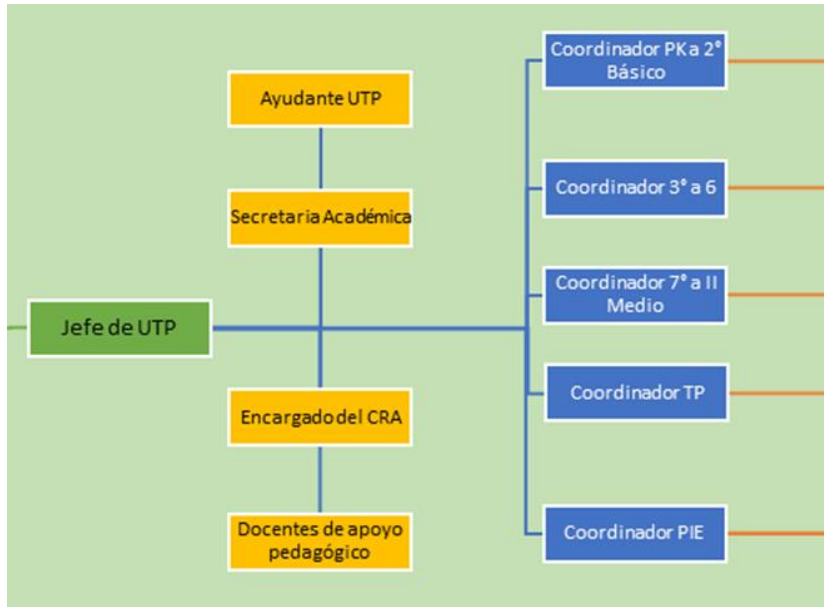 Jefe de UTP
Ayudante UTP
Secretaria Académica
Encargado del CRA
Docentes de apoyo
pedagógico
Coordinador PK a 2°
Básico
Coordinador 3° a 6
Coordinador 7° a II
Medio
Coordinador TP
Coordinador PIE